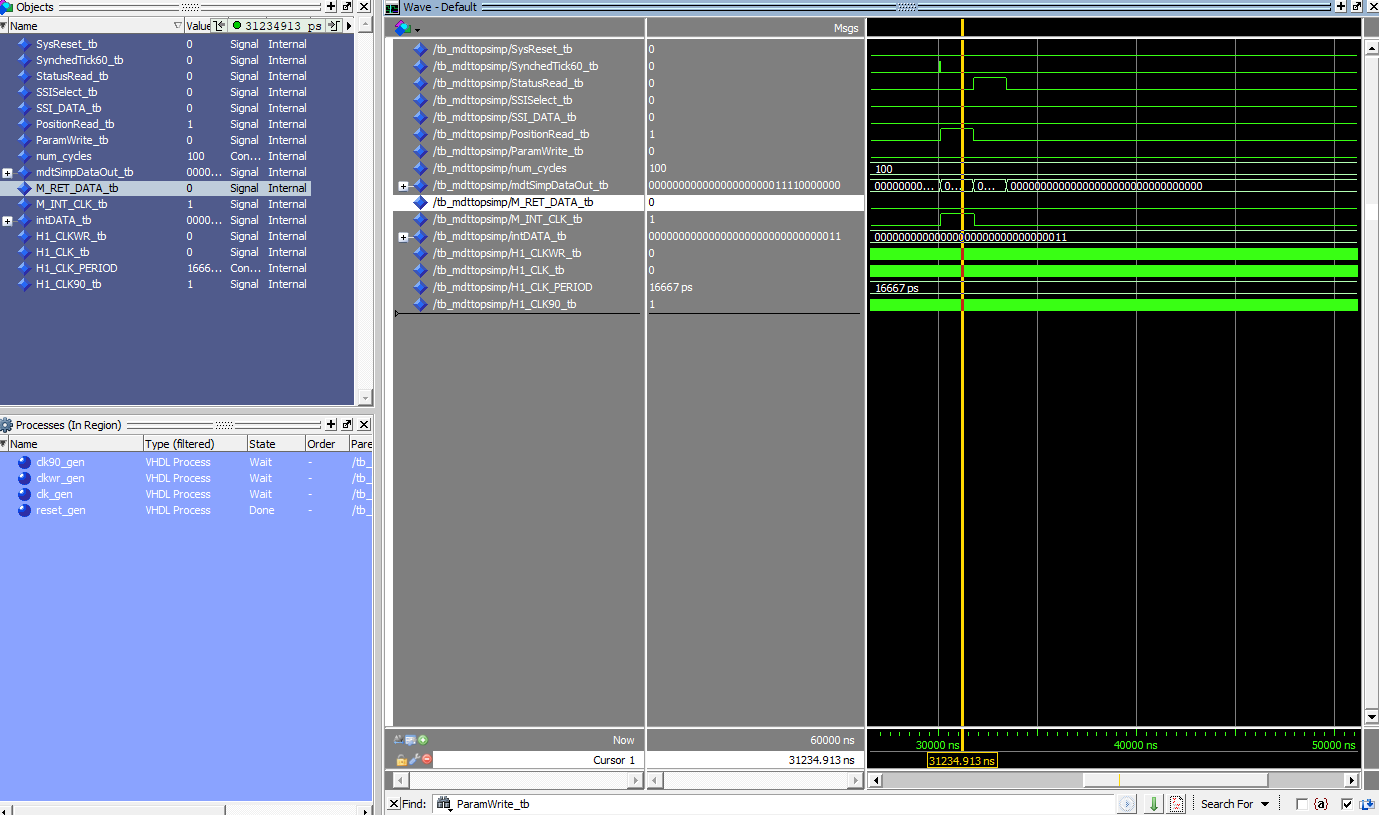 Objects
Name Value 31234913 ps
SysReset_tb 0 Signal Internal
SynchedTick60_tb 0 Signal Internal
StatusRead_tb 0 Signal Internal
SSISelect_tb 0 Signal Internal
SSI_DATA_tb 0 Signal Internal
PositionRead_tb 1 Signal Internal
ParamWrite_tb 0 Signal Internal
num_cycles 100 Con... Internal
mdtSimpDataOut_tb 0000... Signal Internal
M_RET_DATA_tb 0 Signal Internal
M_INT_CLK_tb 1 Signal Internal
intDATA_tb 0000... Signal Internal
H1_CLKWR_tb 0 Signal Internal
H1_CLK_tb 0 Signal Internal
H1_CLK_PERIOD 1666... Con... Internal
H1_CLK90_tb 1 Signal Internal
Processes (In Region)
Name Type (filtered) State Order Pare
clk90_gen VHDL Process Wait - /tb_
clkwr_gen VHDL Process Wait - /tb_
clk_gen VHDL Process Wait - /tb_
reset_gen VHDL Process Done - /tb_
Wave - Default
Msgs
/tb_mdttopsimp/SysReset_tb 0
/tb_mdttopsimp/SynchedTick60_tb 0
/tb_mdttopsimp/StatusRead_tb 0
/tb_mdttopsimp/SSISelect_tb 0
/tb_mdttopsimp/SSI_DATA_tb 0
/tb_mdttopsimp/PositionRead_tb 1
/tb_mdttopsimp/ParamWrite_tb 0
/tb_mdttopsimp/num_cycles 100 100
/tb_mdttopsimp/mdtSimpDataOut_tb 00000000... 0... 0...
/tb_mdttopsimp/M_RET_DATA_tb 0
/tb_mdttopsimp/M_INT_CLK_tb 1
/tb_mdttopsimp/intDATA_tb
/tb_mdttopsimp/H1_CLKWR_tb 0
/tb_mdttopsimp/H1_CLK_tb 0
/tb_mdttopsimp/H1_CLK_PERIOD 16667 ps 16667 ps
/tb_mdttopsimp/H1_CLK90_tb 1
Now 60000 ns 30000 ns 40000 ns 50000 ns
Cursor 1 31234.913 ns 31234.913 ns
Find: ParamWrite_tb Search For {a}